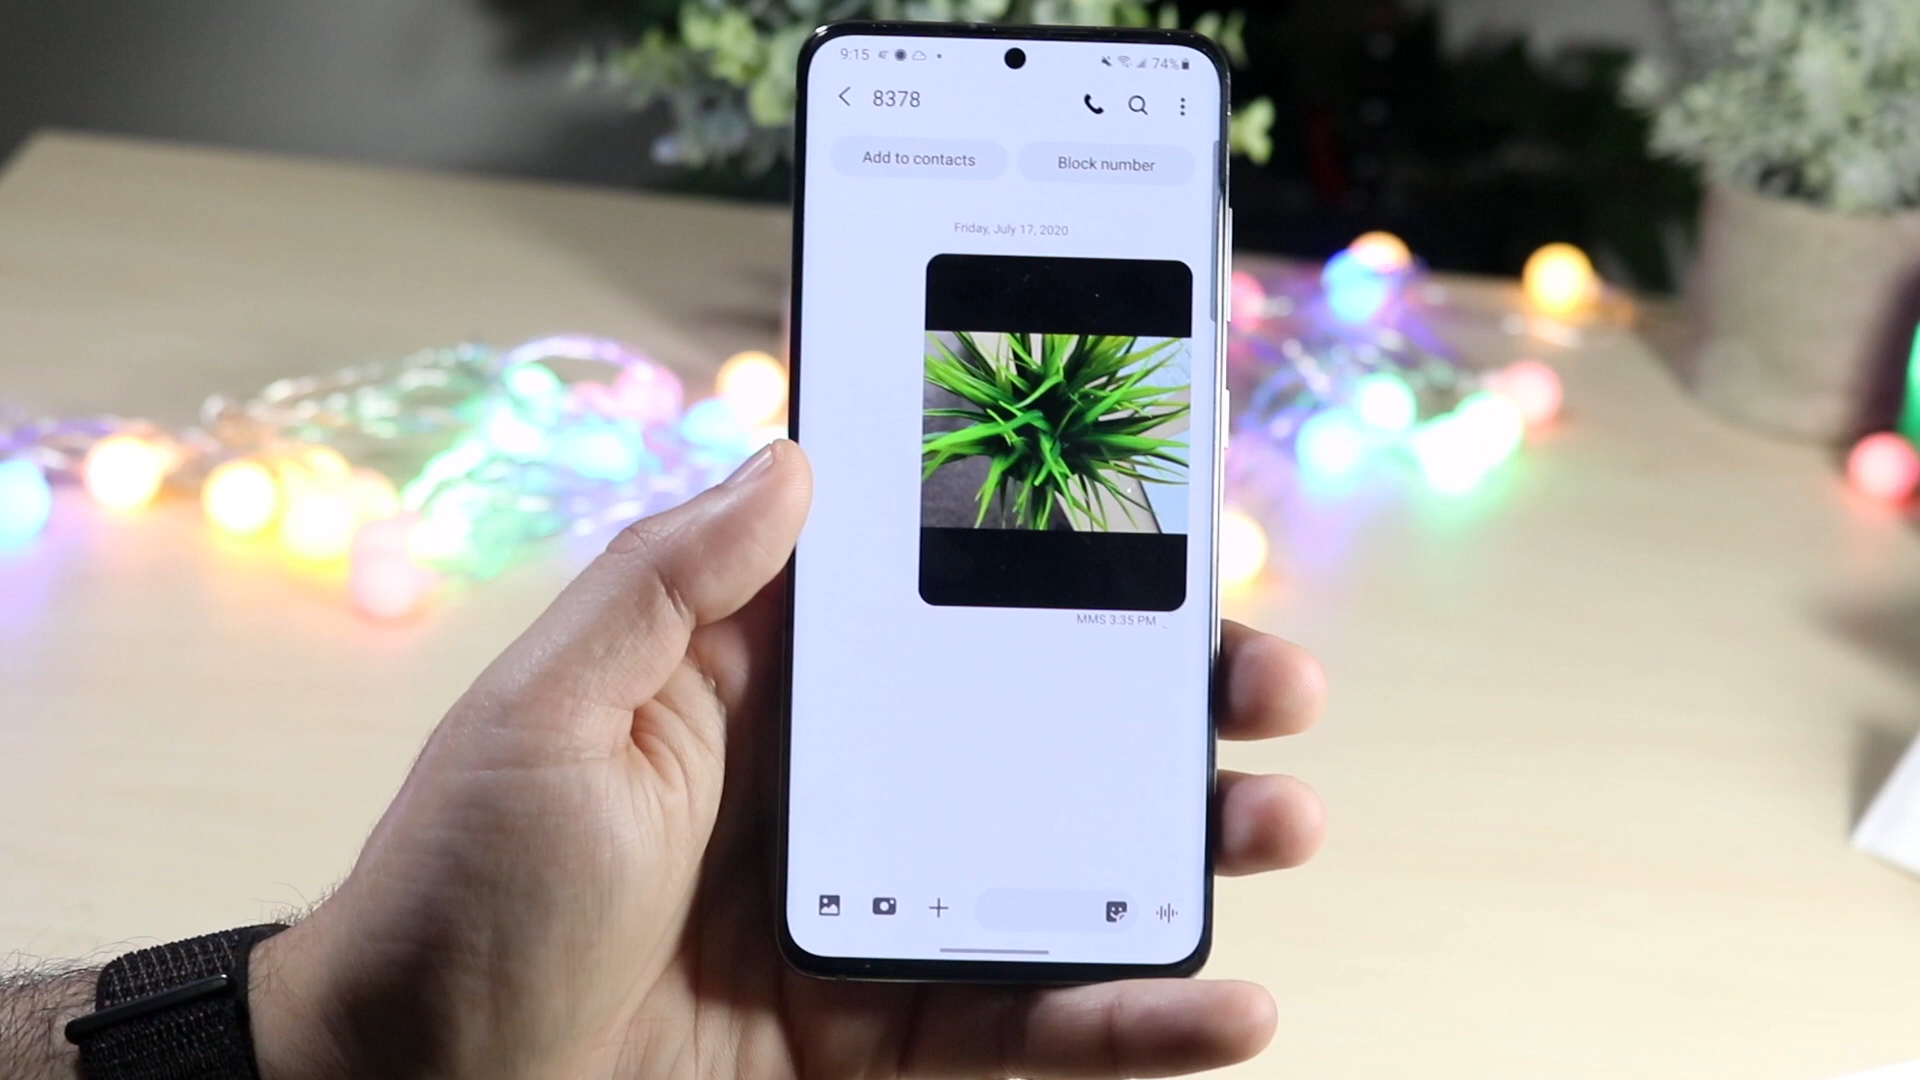 9:15 74%
8378
Add to contacts Block number
Friday, July 17, 2020
MMS 3:35 PM